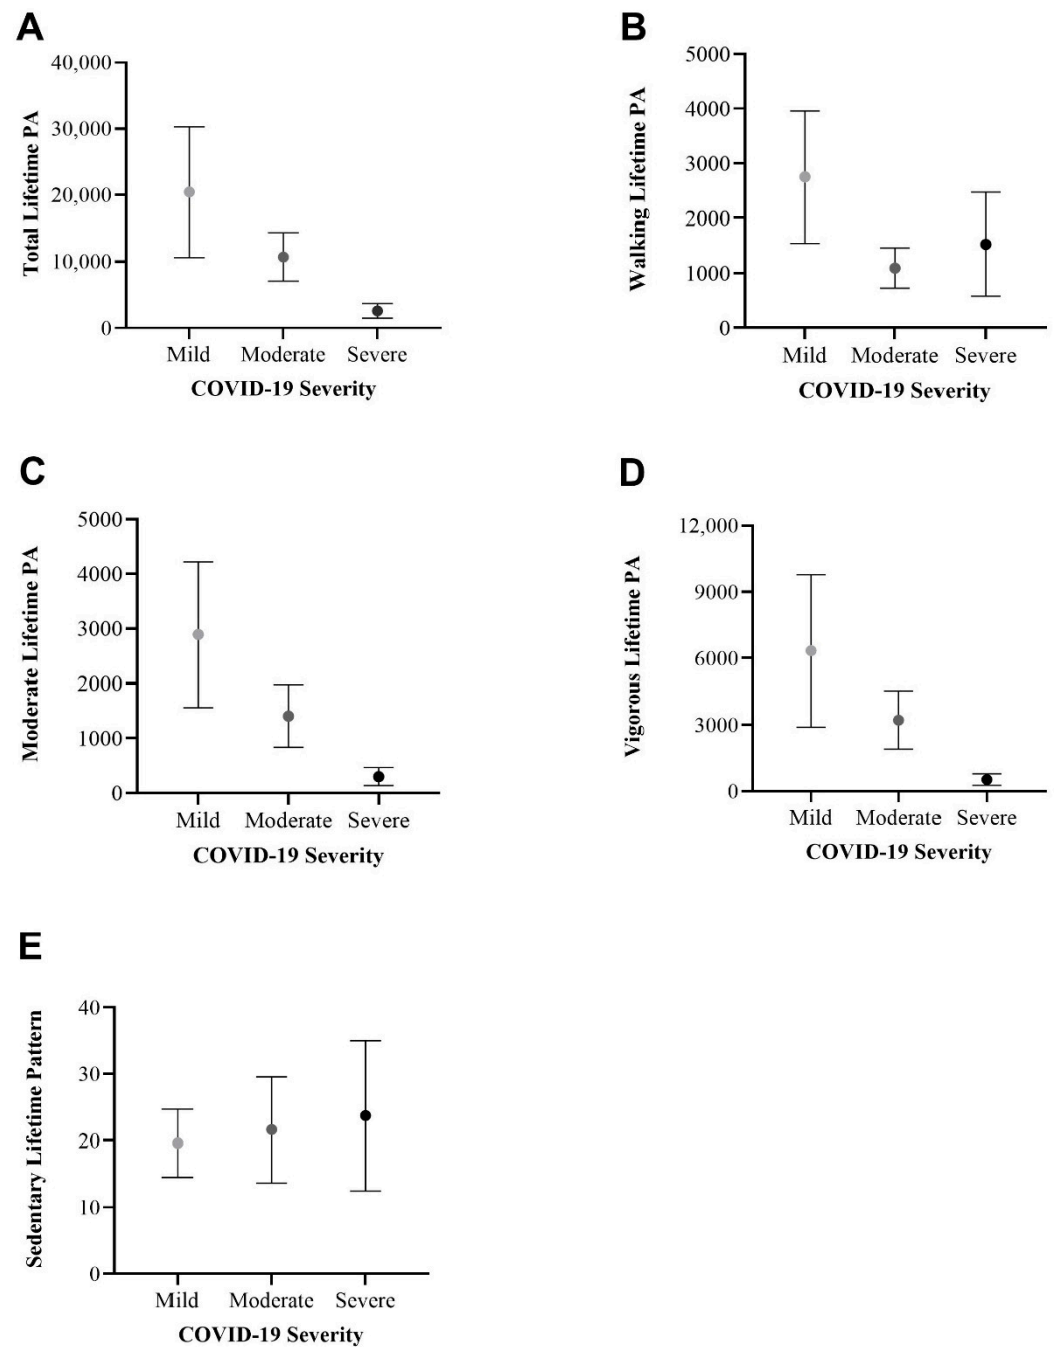 A
Total Lifetime PA
40,000
30,000
20,000
10,000
0
Mild Moderate Severe
COVID-19 Severity
B
Walking Lifetime PA
5000
4000
3000
2000
1000
0
Mild Moderate Severe
COVID-19 Severity
C
Moderate Lifetime PA
5000
4000
3000
2000
1000
0
Mild Moderate Severe
COVID-19 Severity
D
Vigorous Lifetime PA
12,000
9000
6000
3000
0
Mild Moderate Severe
COVID-19 Severity
E
Sedentary Lifetime Pattern
40
30
20
10
0
Mild Moderate Severe
COVID-19 Severity